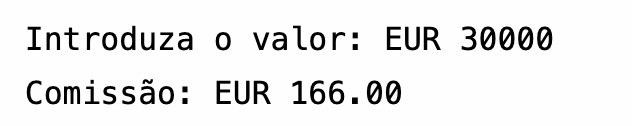 Introduza o valor: EUR 30000
Comissão: EUR 166.00